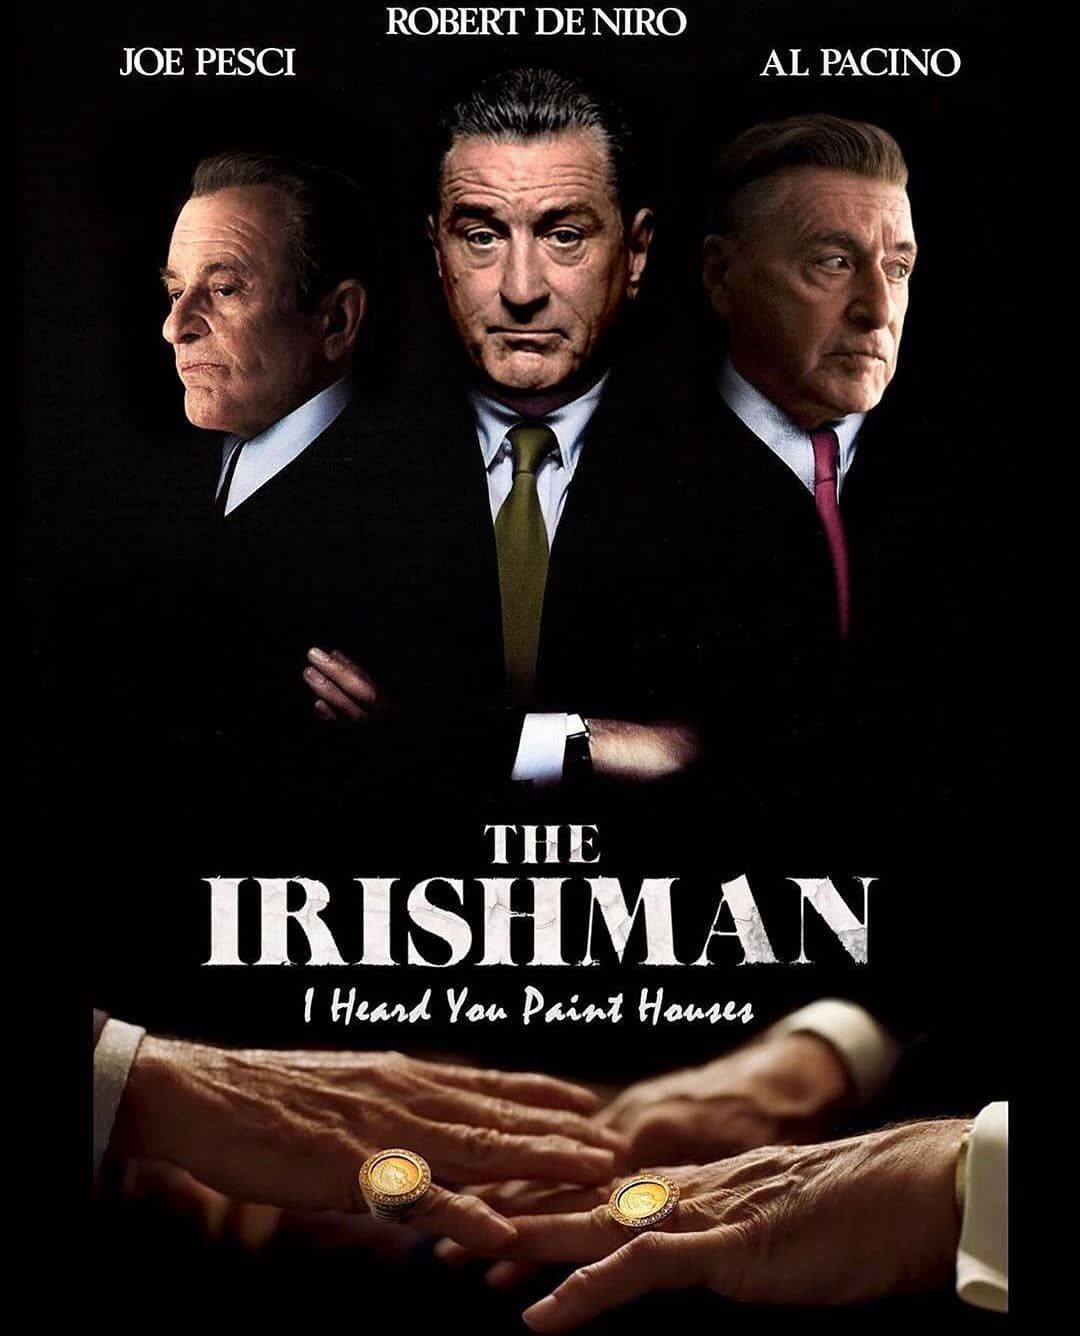 ROBERT DE NIRO
JOE PESCI
AL PACINO
THE
IRISHMAN
I Heard You Paint Houses